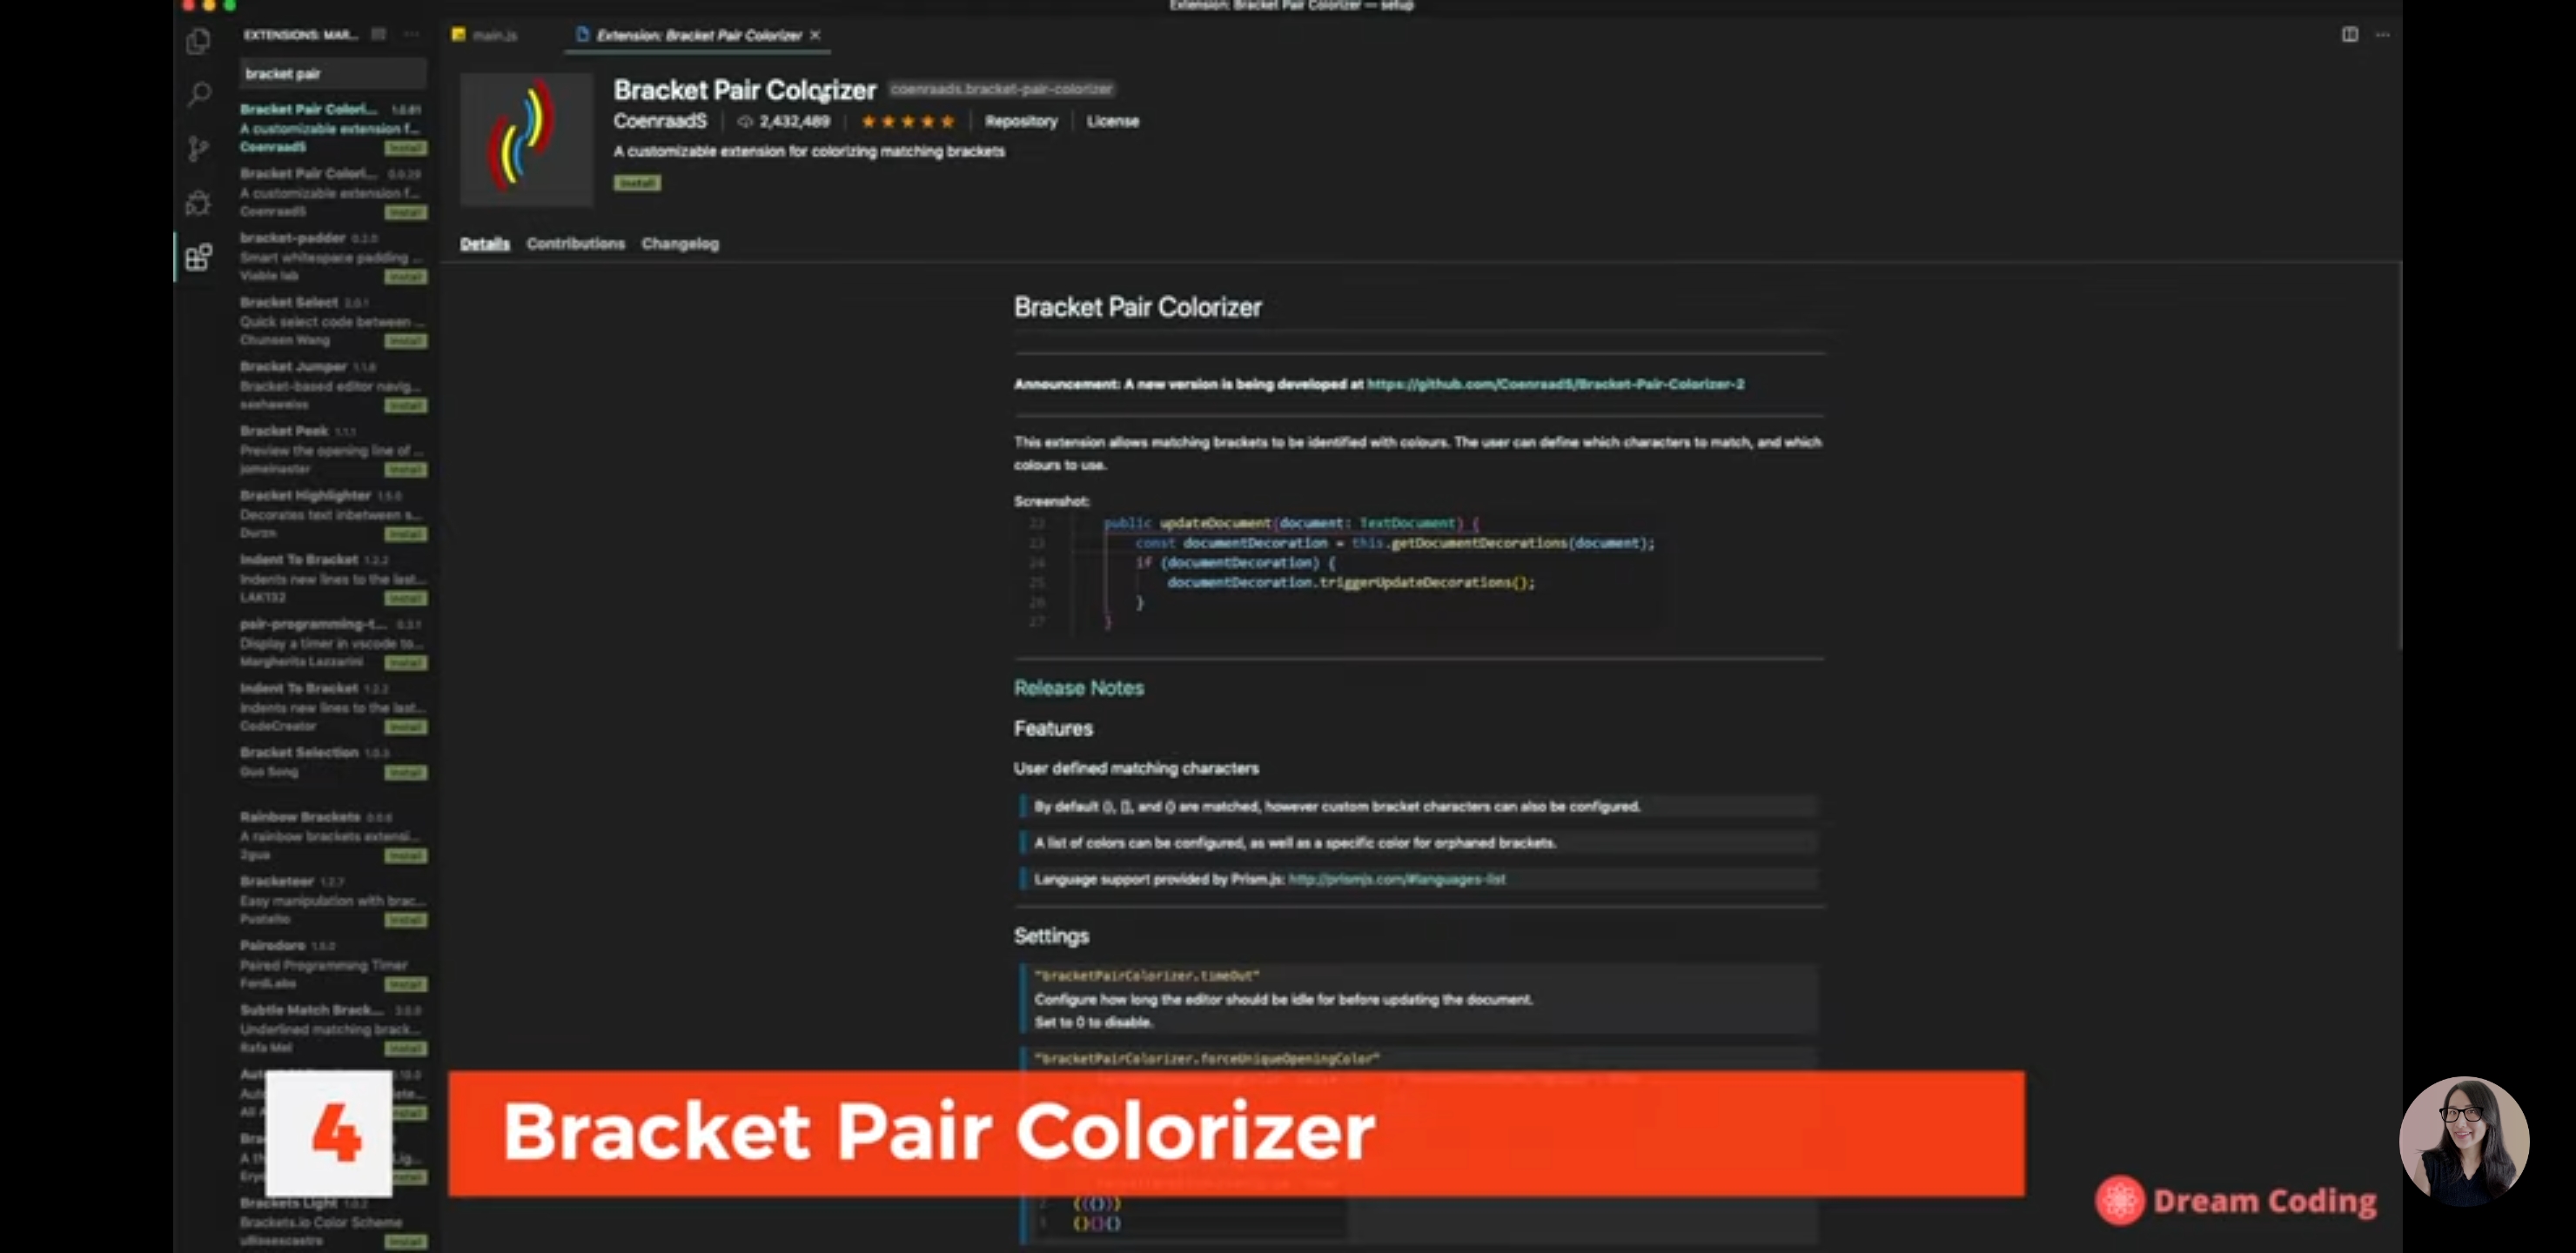 Extension: Bracket Pair Colorizer — setup
EXTENSIONS: MAR...
bracket pair
Bracket Pair Colori... 1.0.61
A customizable extension f...
CoenraadS Install
Bracket Pair Colori... 0.0.29
A customizable extension f...
CoenraadS Install
bracket-padder 0.2.0
Smart whitespace padding ...
Viable lab Install
Bracket Select 2.0.1
Quick select code between ...
Chunsen Wang Install
Bracket Jumper 1.1.8
Bracket-based editor navig...
sashaweiss Install
Bracket Peek 1.1.1
Preview the opening line of ...
jomeinaster Install
Bracket Highlighter 1.5.0
Decorates text inbetween s...
Durzn Install
Indent To Bracket 1.2.2
Indents new lines to the last...
LAK132 Install
pair-programming-t... 0.3.1
Display a timer in vscode to...
Margherita Lazzarini Install
Indent To Bracket 1.2.2
Indents new lines to the last...
CodeCreator Install
Bracket Selection 1.0.3
Guo Song Install
Rainbow Brackets 0.0.6
A rainbow brackets extensi...
2gua Install
Bracketeer 1.2.7
Easy manipulation with brac...
Pustelto Install
Pairodoro 1.5.0
Paired Programming Timer
FordLabs Install
Subtle Match Brack... 3.0.0
Underlined matching brack...
Rafa Mel Install
Brackets Light 1.0.2
Brackets.io Color Scheme
ulissescastro Install
main.js
Extension: Bracket Pair Colorizer
Bracket Pair Colorizer coenraads.bracket-pair-colorizer
CoenraadS 2,432,489 Repository License
A customizable extension for colorizing matching brackets
Install
Details Contributions Changelog
Bracket Pair Colorizer
Announcement: A new version is being developed at https://github.com/CoenraadS/Bracket-Pair-Colorizer-2
This extension allows matching brackets to be identified with colours. The user can define which characters to match, and which
colours to use.
Screenshot:
22 public updateDocument(document: TextDocument) {
23 const documentDecoration = this.getDocumentDecorations(document);
24 if (documentDecoration) {
25 documentDecoration.triggerUpdateDecorations();
26 }
27 }
Release Notes
Features
User defined matching characters
By default (), [], and {} are matched, however custom bracket characters can also be configured.
A list of colors can be configured, as well as a specific color for orphaned brackets.
Language support provided by Prism.js: http://prismjs.com/#languages-list
Settings
"bracketPairColorizer.timeOut"
Configure how long the editor should be idle for before updating the document.
Set to 0 to disable.
"bracketPairColorizer.forceUniqueOpeningColor"
4 Bracket Pair Colorizer
2 ((()))
3 ()()()
Dream Coding